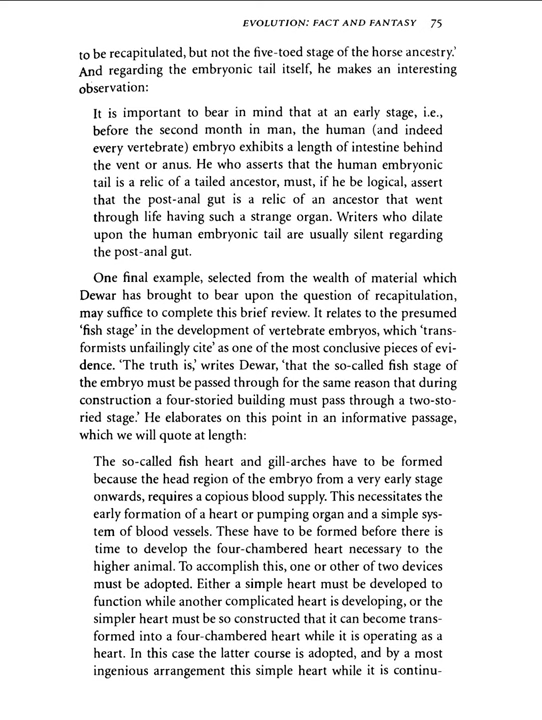 EVOLUTION: FACT AND FANTASY 75
to be recapitulated, but not the five-toed stage of the horse ancestry.'
And regarding the embryonic tail itself, he makes an interesting
observation:
It is important to bear in mind that at an early stage, i.e.,
before the second month in man, the human (and indeed
every vertebrate) embryo exhibits a length of intestine behind
the vent or anus. He who asserts that the human embryonic
tail is a relic of a tailed ancestor, must, if he be logical, assert
that the post-anal gut is a relic of an ancestor that went
through life having such a strange organ. Writers who dilate
upon the human embryonic tail are usually silent regarding
the post-anal gut.
One final example, selected from the wealth of material which
Dewar has brought to bear upon the question of recapitulation,
may suffice to complete this brief review. It relates to the presumed
'fish stage' in the development of vertebrate embryos, which 'trans-
formists unfailingly cite' as one of the most conclusive pieces of evi-
dence. 'The truth is,' writes Dewar, 'that the so-called fish stage of
the embryo must be passed through for the same reason that during
construction a four-storied building must pass through a two-sto-
ried stage.' He elaborates on this point in an informative passage,
which we will quote at length:
The so-called fish heart and gill-arches have to be formed
because the head region of the embryo from a very early stage
onwards, requires a copious blood supply. This necessitates the
early formation of a heart or pumping organ and a simple sys-
tem of blood vessels. These have to be formed before there is
time to develop the four-chambered heart necessary to the
higher animal. To accomplish this, one or other of two devices
must be adopted. Either a simple heart must be developed to
function while another complicated heart is developing, or the
simpler heart must be so constructed that it can become trans-
formed into a four-chambered heart while it is operating as a
heart. In this case the latter course is adopted, and by a most
ingenious arrangement this simple heart while it is continu-